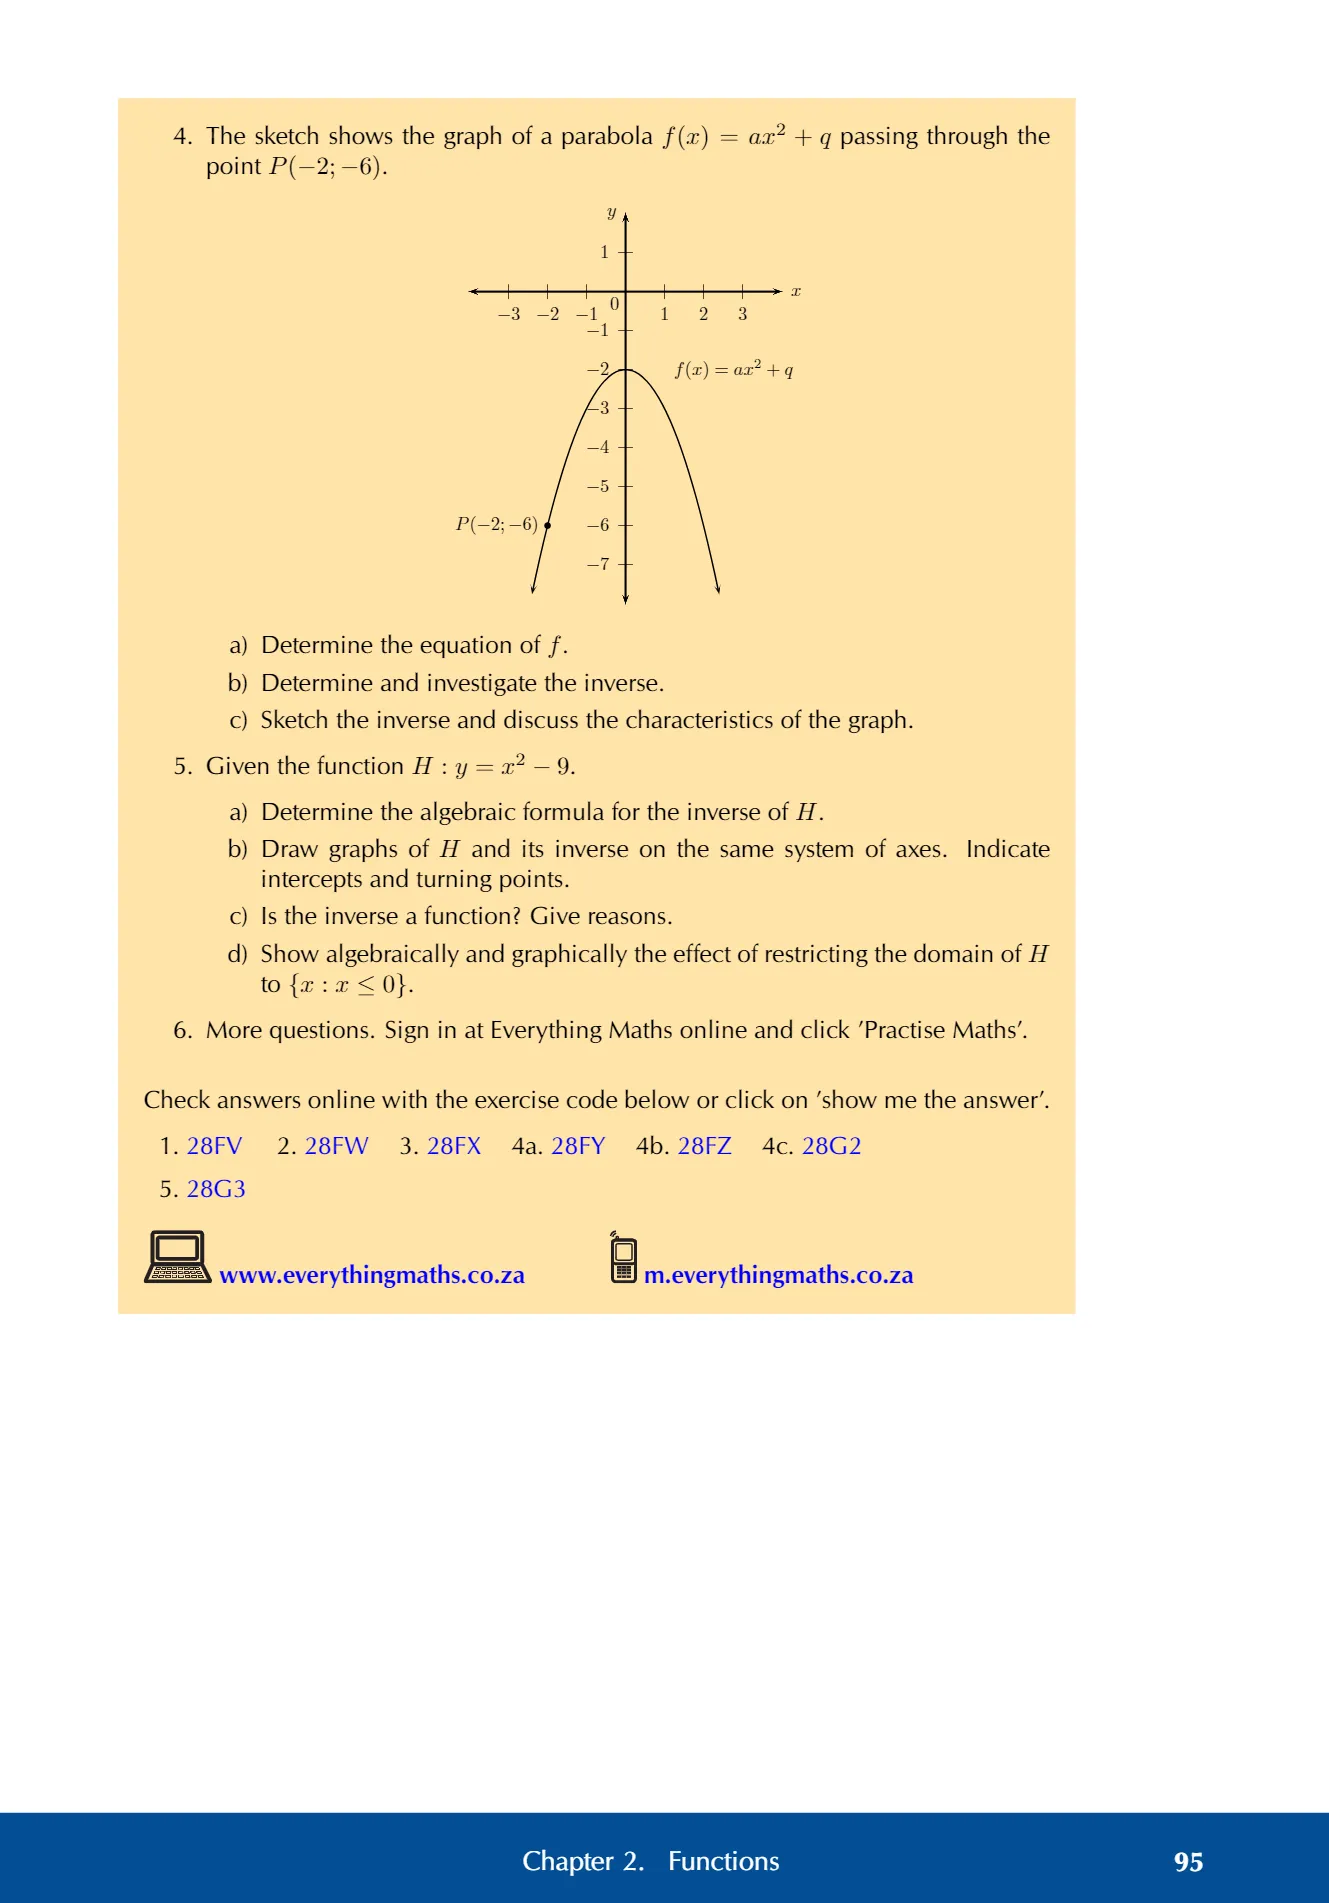 4. The sketch shows the graph of a parabola f(x) = ax² + q passing through the
point P(−2; −6).
y
1
x
0
−3 −2 −1 1 2 3
−1
−2
f(x) = ax² + q
−3
−4
−5
P(−2; −6)
−6
−7
a) Determine the equation of f.
b) Determine and investigate the inverse.
c) Sketch the inverse and discuss the characteristics of the graph.
5. Given the function H : y = x² − 9.
a) Determine the algebraic formula for the inverse of H.
b) Draw graphs of H and its inverse on the same system of axes. Indicate
intercepts and turning points.
c) Is the inverse a function? Give reasons.
d) Show algebraically and graphically the effect of restricting the domain of H
to {x : x ≤ 0}.
6. More questions. Sign in at Everything Maths online and click ’Practise Maths’.
Check answers online with the exercise code below or click on ’show me the answer’.
1. 28FV 2. 28FW 3. 28FX 4a. 28FY 4b. 28FZ 4c. 28G2
5. 28G3
www.everythingmaths.co.za m.everythingmaths.co.za
Chapter 2. Functions 95